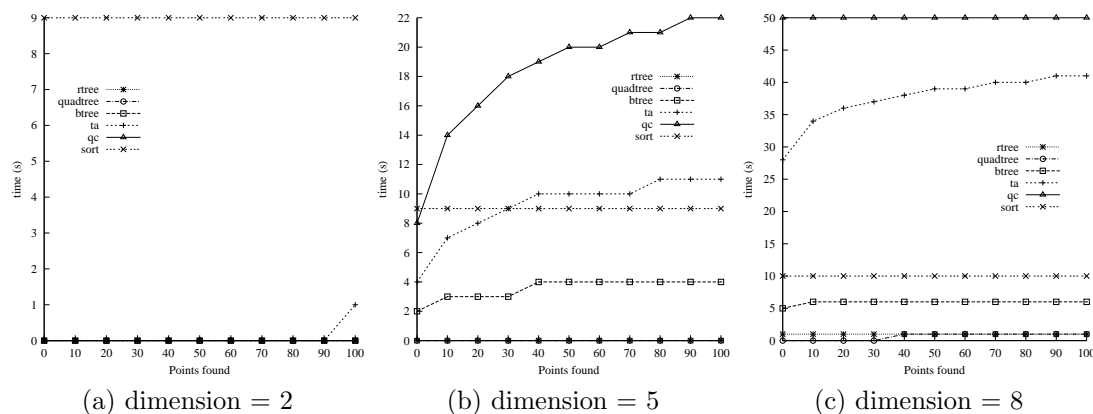 9
8
7
6
5
4
3
2
1
0
time (s)
rtree
quadtree
btree
ta
qc
sort
0 10 20 30 40 50 60 70 80 90 100
Points found
(a) dimension = 2
22
20
18
16
14
12
10
8
6
4
2
0
time (s)
rtree
quadtree
btree
ta
qc
sort
0 10 20 30 40 50 60 70 80 90 100
Points found
(b) dimension = 5
50
45
40
35
30
25
20
15
10
5
0
time (s)
rtree
quadtree
btree
ta
qc
sort
0 10 20 30 40 50 60 70 80 90 100
Points found
(c) dimension = 8